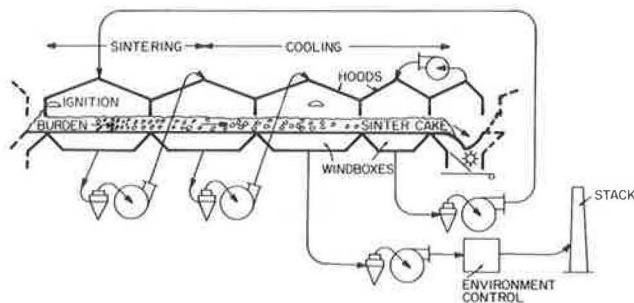 SINTERING
COOLING
HOODS
IGNITION
BURDEN
SINTER CAKE
WINDBOXES
STACK
ENVIRONMENT
CONTROL